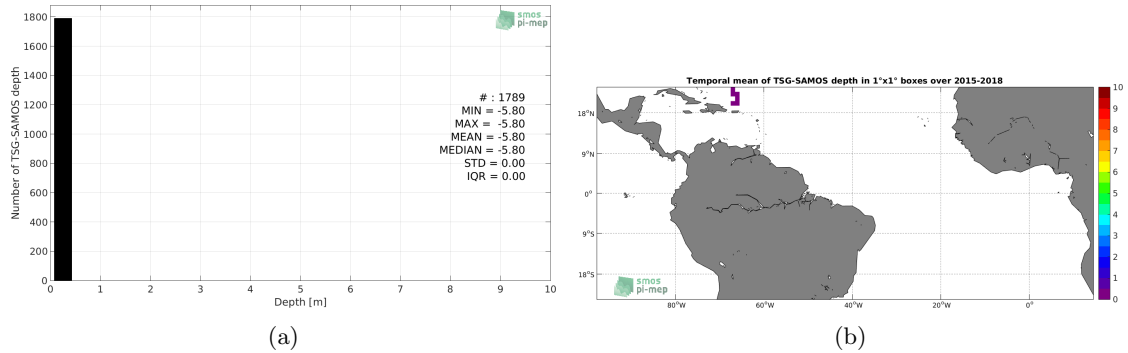 smos
pi-mep
Number of TSG-SAMOS depth
1800
1600
1400
1200
1000
800
600
400
200
0
# : 1789
MIN = -5.80
MAX = -5.80
MEAN = -5.80
MEDIAN = -5.80
STD = 0.00
IQR = 0.00
0 1 2 3 4 5 6 7 8 9 10
Depth [m]
(a)
Temporal mean of TSG-SAMOS depth in 1°x1° boxes over 2015-2018
18°N
9°N
0°
9°S
18°S
80°W 60°W 40°W 20°W 0°
smos
pi-mep
10
9
8
7
6
5
4
3
2
1
0
(b)